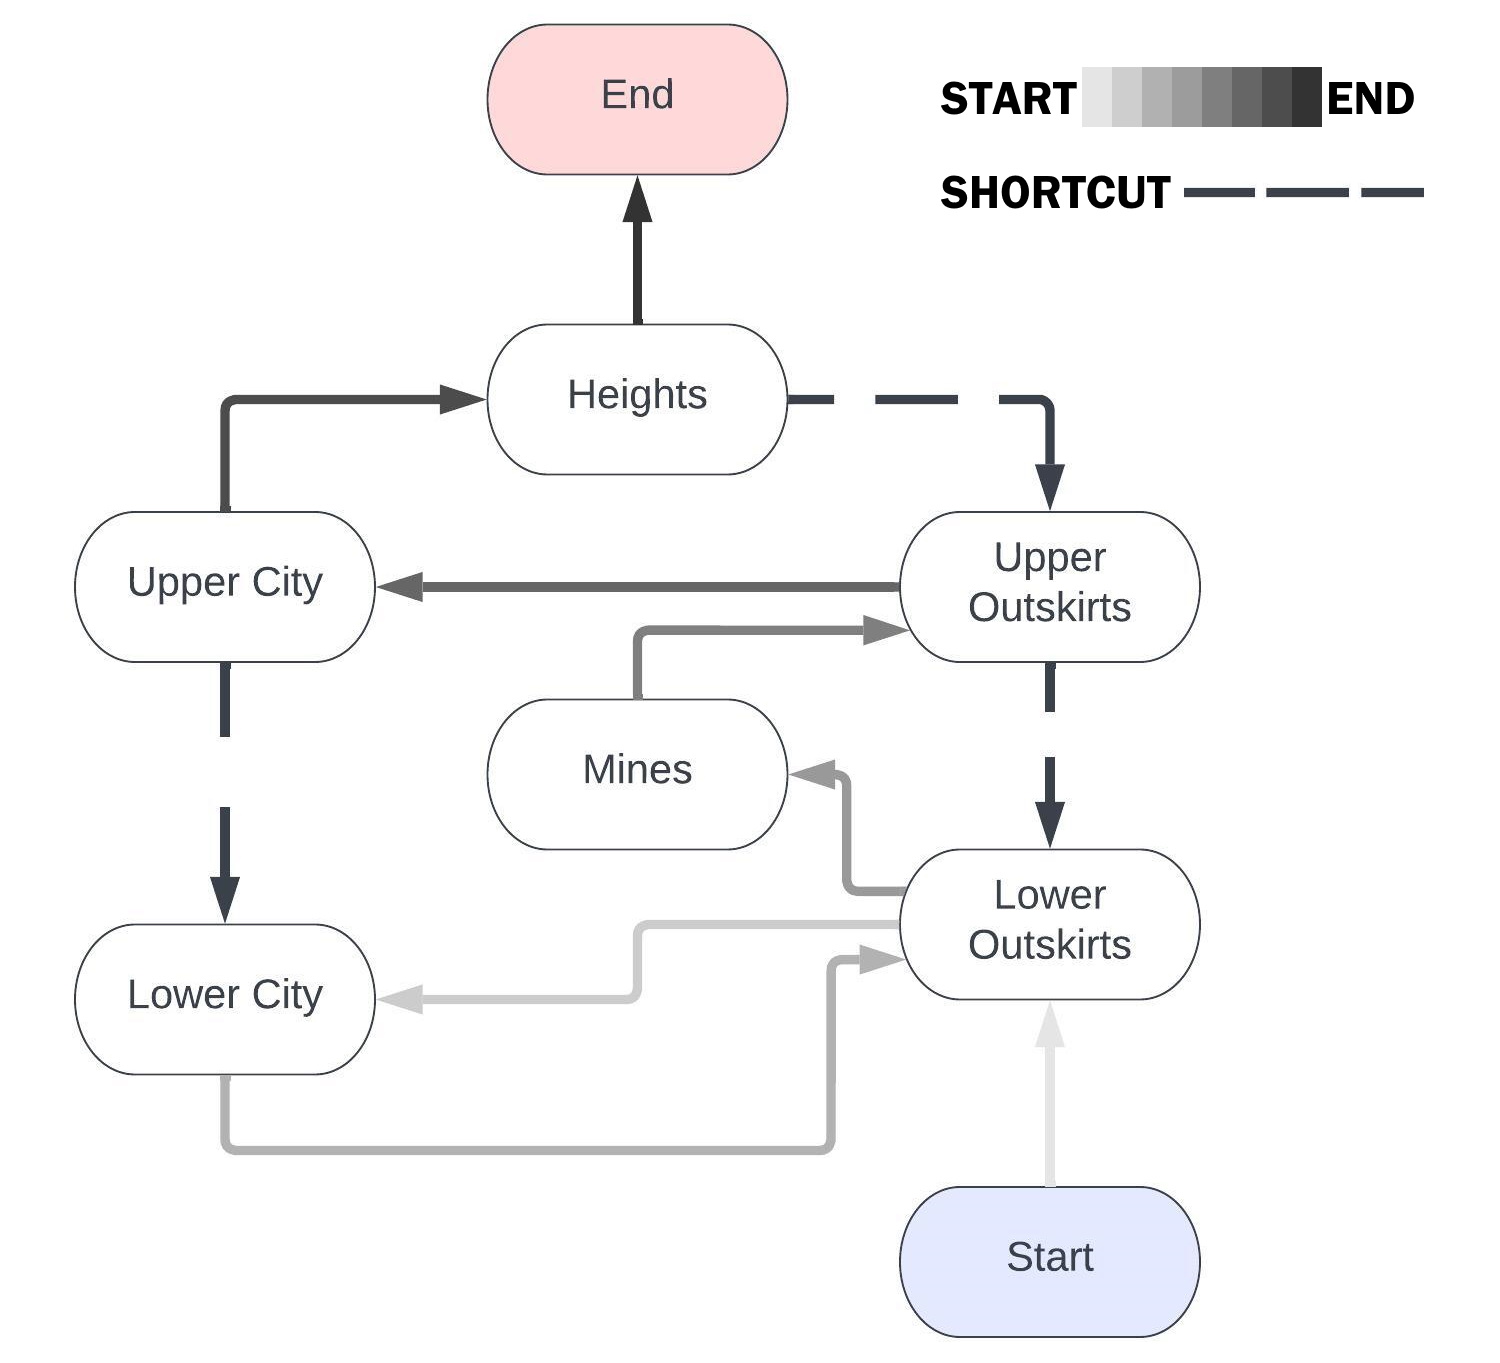 End
START END
SHORTCUT
Heights
Upper City
Upper
Outskirts
Mines
Lower
Outskirts
Lower City
Start